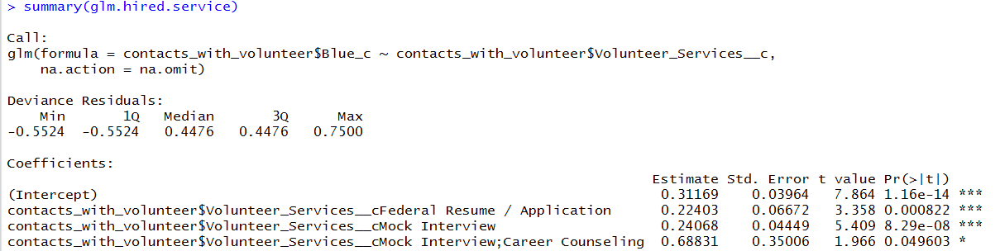 > summary(glm.hired.service)
Call:
glm(formula = contacts_with_volunteer$Blue_c ~ contacts_with_volunteer$Volunteer_Services__c,
    na.action = na.omit)
Deviance Residuals:
    Min      1Q  Median      3Q     Max
-0.5524 -0.5524  0.4476  0.4476  0.7500
Coefficients:
Estimate Std. Error t value Pr(>|t|)
(Intercept) 0.31169 0.03964 7.864 1.16e-14 ***
contacts_with_volunteer$Volunteer_Services__cFederal Resume / Application 0.22403 0.06672 3.358 0.000822 ***
contacts_with_volunteer$Volunteer_Services__cMock Interview 0.24068 0.04449 5.409 8.29e-08 ***
contacts_with_volunteer$Volunteer_Services__cMock Interview;Career Counseling 0.68831 0.35006 1.966 0.049603 *